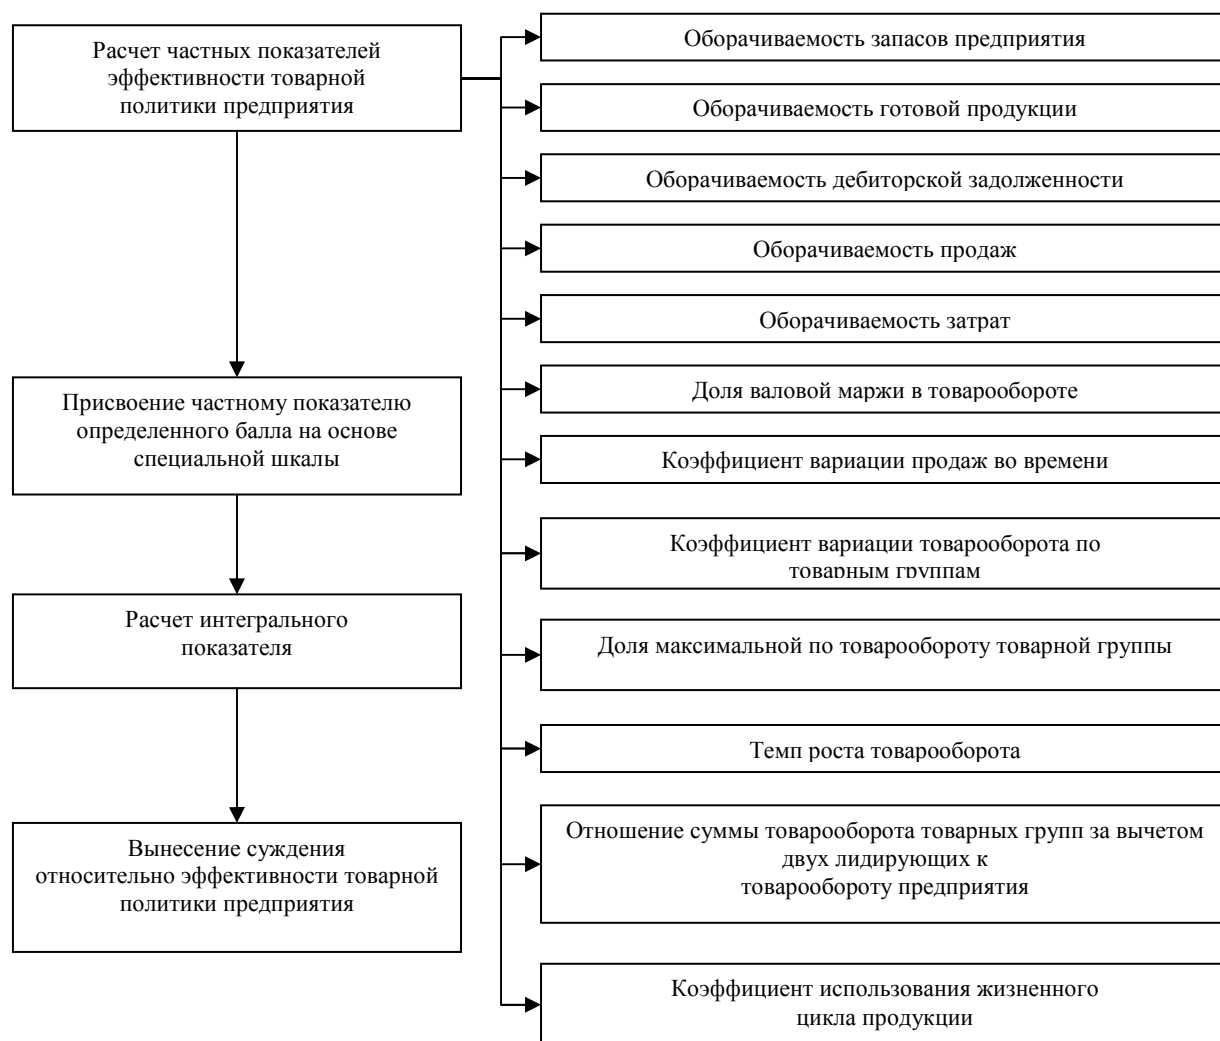 Расчет частных показателей
эффективности товарной
политики предприятия
Присвоение частному показателю
определенного балла на основе
специальной шкалы
Расчет интегрального
показателя
Вынесение суждения
относительно эффективности товарной
политики предприятия
Оборачиваемость запасов предприятия
Оборачиваемость готовой продукции
Оборачиваемость дебиторской задолженности
Оборачиваемость продаж
Оборачиваемость затрат
Доля валовой маржи в товарообороте
Коэффициент вариации продаж во времени
Коэффициент вариации товарооборота по
товарным группам
Доля максимальной по товарообороту товарной группы
Темп роста товарооборота
Отношение суммы товарооборота товарных групп за вычетом
двух лидирующих к
товарообороту предприятия
Коэффициент использования жизненного
цикла продукции